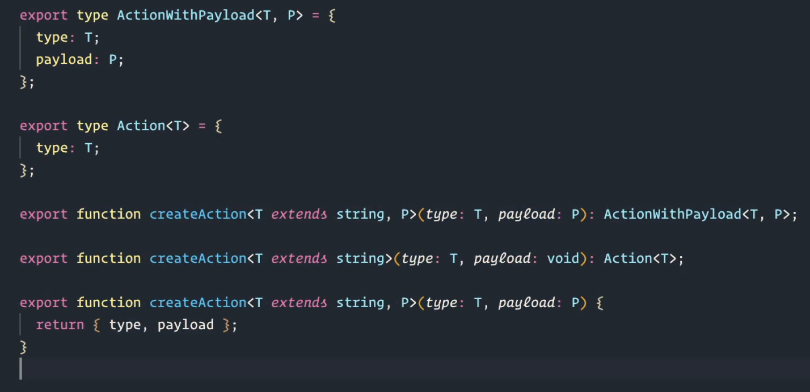 export type ActionWithPayload<T, P> = {
  type: T;
  payload: P;
};
export type Action<T> = {
  type: T;
};
export function createAction<T extends string, P>(type: T, payload: P): ActionWithPayload<T, P>;
export function createAction<T extends string>(type: T, payload: void): Action<T>;
export function createAction<T extends string, P>(type: T, payload: P) {
  return { type, payload };
}